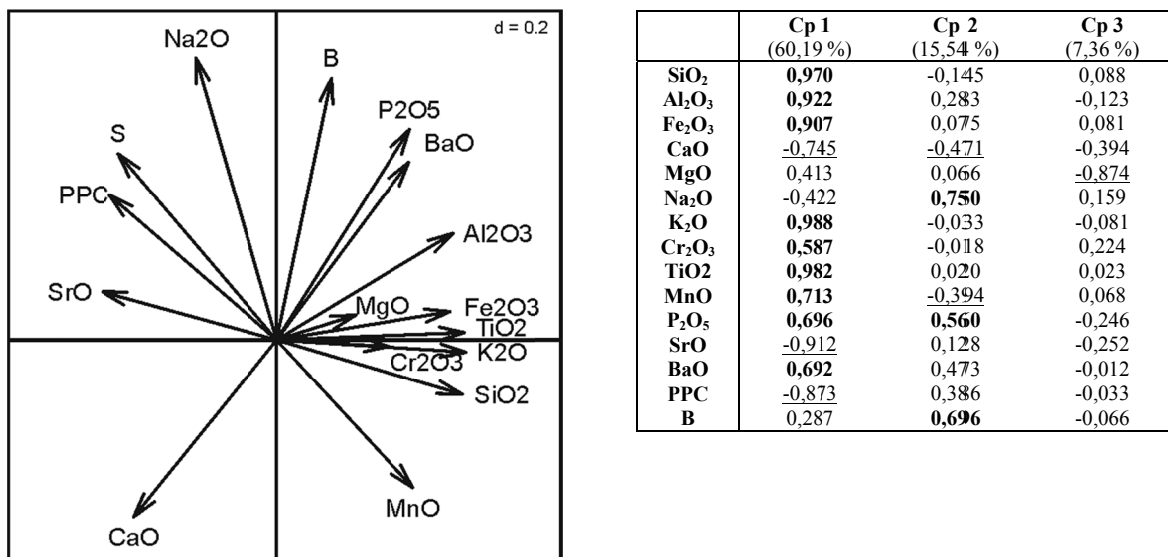 d = 0.2
Na2O
B
P2O5
S
BaO
PPC
Al2O3
SrO
MgO
Fe2O3
TiO2
K2O
Cr2O3
SiO2
MnO
CaO
Cp 1 Cp 2 Cp 3
(60,19 %) (15,54 %) (7,36 %)
SiO₂ 0,970 -0,145 0,088
Al₂O₃ 0,922 0,283 -0,123
Fe₂O₃ 0,907 0,075 0,081
CaO -0,745 -0,471 -0,394
MgO 0,413 0,066 -0,874
Na₂O -0,422 0,750 0,159
K₂O 0,988 -0,033 -0,081
Cr₂O₃ 0,587 -0,018 0,224
TiO2 0,982 0,020 0,023
MnO 0,713 -0,394 0,068
P₂O₅ 0,696 0,560 -0,246
SrO -0,912 0,128 -0,252
BaO 0,692 0,473 -0,012
PPC -0,873 0,386 -0,033
B 0,287 0,696 -0,066